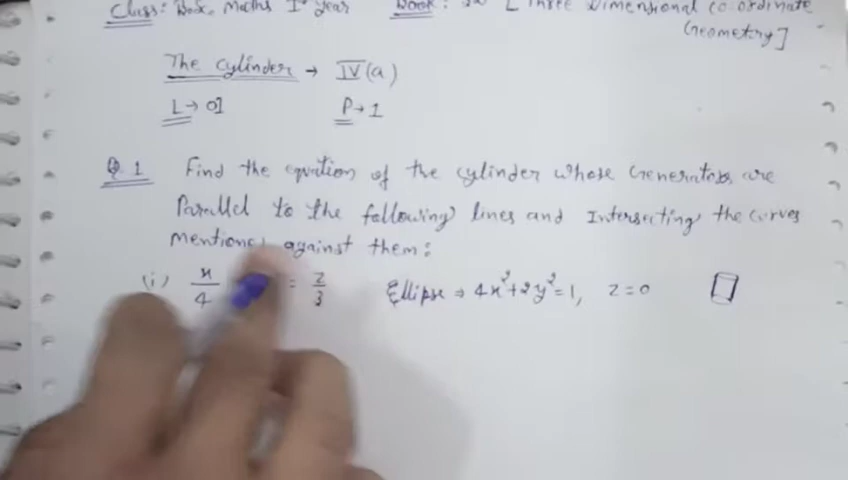 Class: Bsc. Maths I year Book: [Three Dimensional co-ordinate
Geometry]
The cylinder → IV(a)
L → 01 P → 1
Q 1 Find the equation of the cylinder whose Generators are
Parallel to the following lines and Intersecting the curves
mentioned against them:
(i) x/4 = z/3 Ellipse → 4x²+2y²=1, z=0